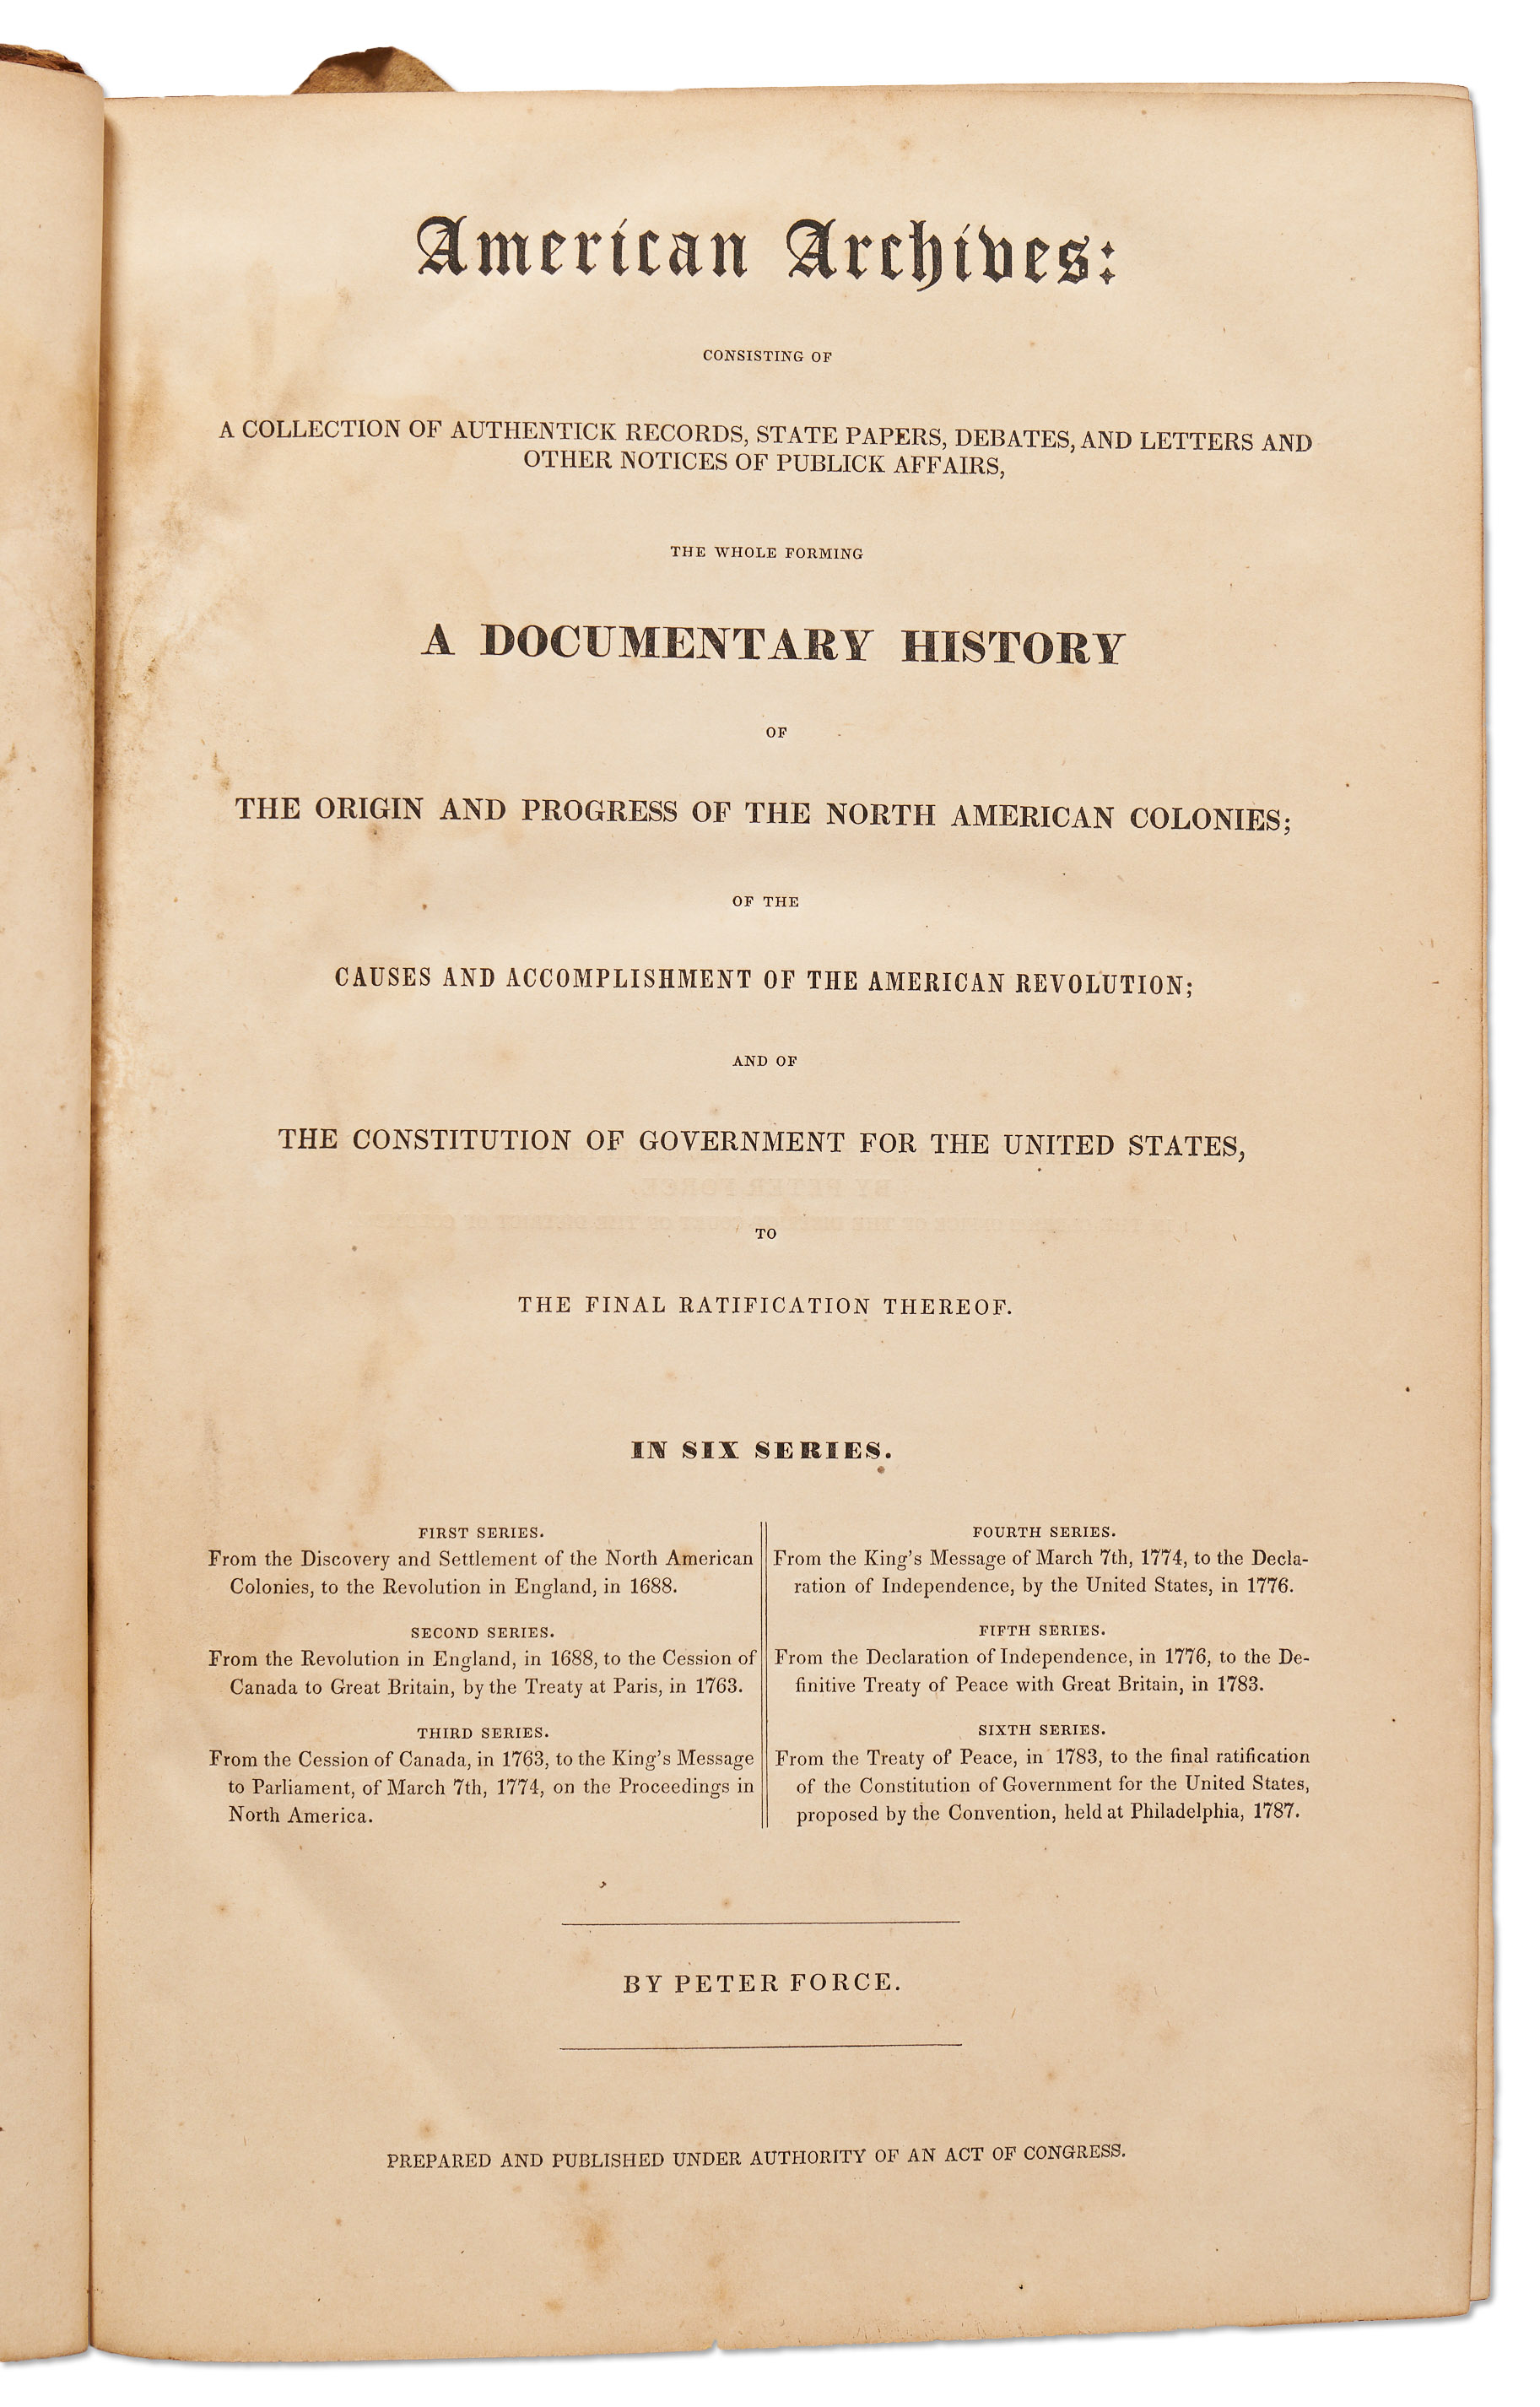 American Archives:
CONSISTING OF
A COLLECTION OF AUTHENTICK RECORDS, STATE PAPERS, DEBATES, AND LETTERS AND
OTHER NOTICES OF PUBLICK AFFAIRS,
THE WHOLE FORMING
A DOCUMENTARY HISTORY
OF
THE ORIGIN AND PROGRESS OF THE NORTH AMERICAN COLONIES;
OF THE
CAUSES AND ACCOMPLISHMENT OF THE AMERICAN REVOLUTION;
AND OF
THE CONSTITUTION OF GOVERNMENT FOR THE UNITED STATES,
TO
THE FINAL RATIFICATION THEREOF.
IN SIX SERIES.
FIRST SERIES.
From the Discovery and Settlement of the North American
Colonies, to the Revolution in England, in 1688.
SECOND SERIES.
From the Revolution in England, in 1688, to the Cession of
Canada to Great Britain, by the Treaty at Paris, in 1763.
THIRD SERIES.
From the Cession of Canada, in 1763, to the King's Message
to Parliament, of March 7th, 1774, on the Proceedings in
North America.
FOURTH SERIES.
From the King's Message of March 7th, 1774, to the Decla-
ration of Independence, by the United States, in 1776.
FIFTH SERIES.
From the Declaration of Independence, in 1776, to the De-
finitive Treaty of Peace with Great Britain, in 1783.
SIXTH SERIES.
From the Treaty of Peace, in 1783, to the final ratification
of the Constitution of Government for the United States,
proposed by the Convention, held at Philadelphia, 1787.
BY PETER FORCE.
PREPARED AND PUBLISHED UNDER AUTHORITY OF AN ACT OF CONGRESS.